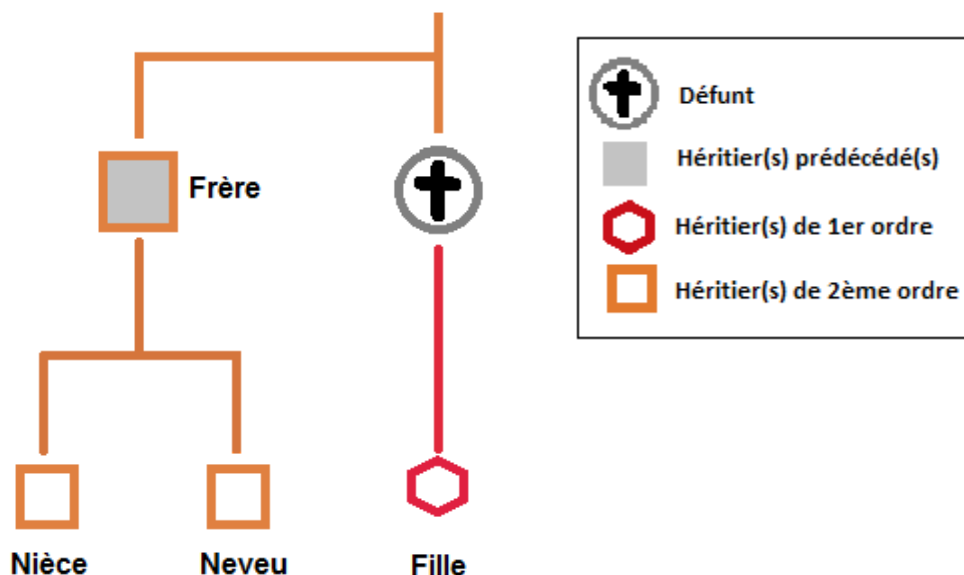 Frère
Nièce
Neveu
Fille
Défunt
Héritier(s) prédécédé(s)
Héritier(s) de 1er ordre
Héritier(s) de 2ème ordre